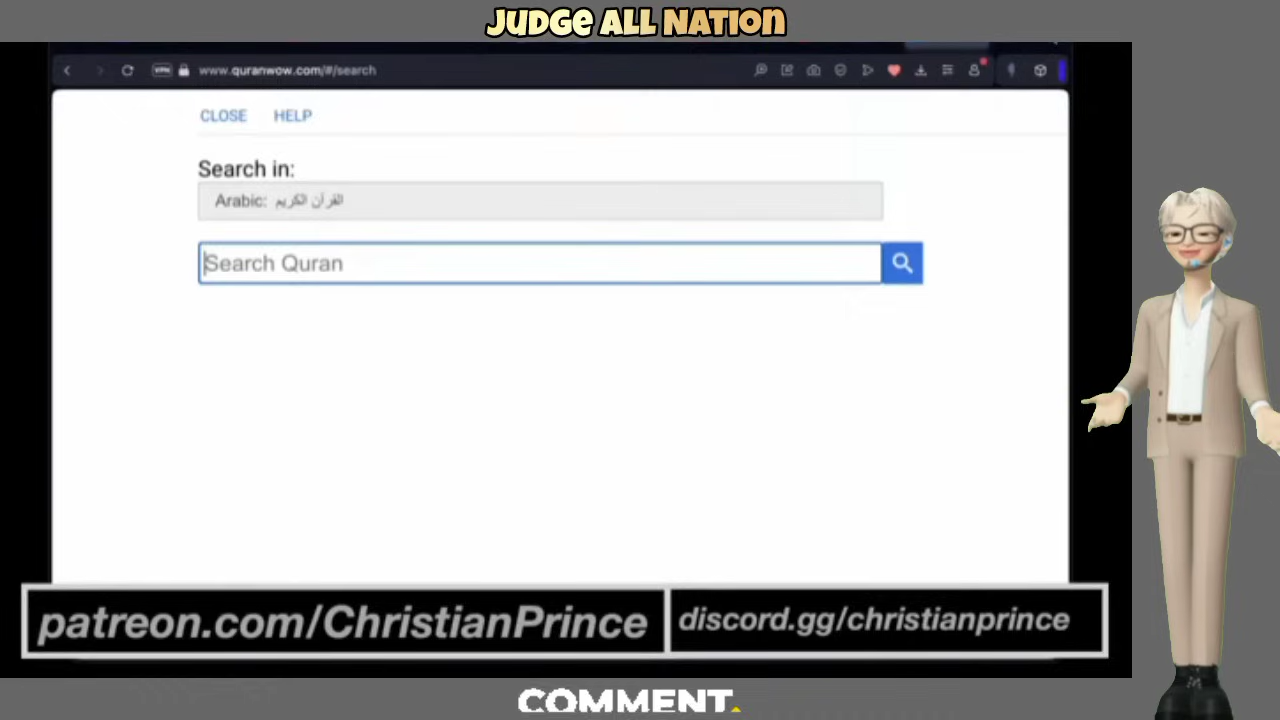 JUDGE ALL NATION
www.quranwow.com/#/search
CLOSE HELP
Search in:
Arabic: القرآن الكريم
Search Quran
patreon.com/ChristianPrince
discord.gg/christianprince
COMMENT.